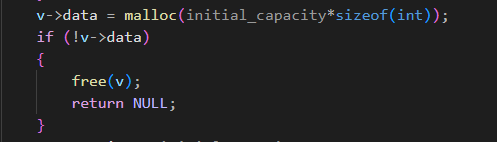 v->data = malloc(initial_capacity*sizeof(int));
if (!v->data)
{
free(v);
return NULL;
}